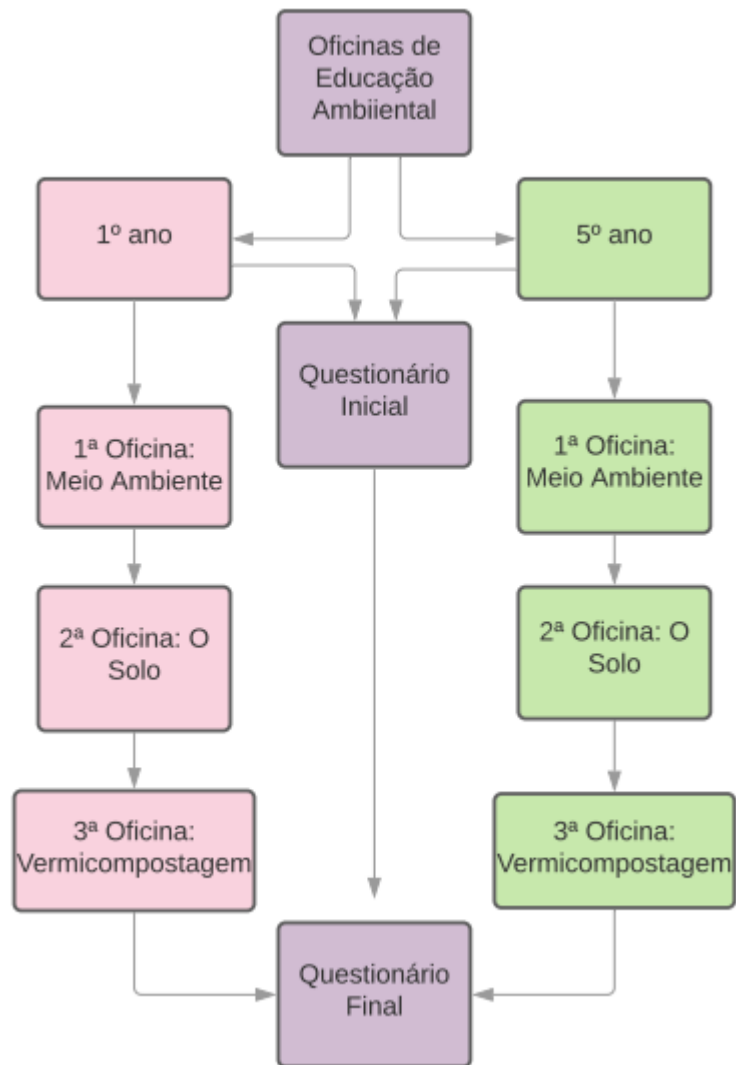 Oficinas de
Educação
Ambiiental
1º ano
5º ano
Questionário
Inicial
1ª Oficina:
Meio Ambiente
1ª Oficina:
Meio Ambiente
2ª Oficina: O
Solo
2ª Oficina: O
Solo
3ª Oficina:
Vermicompostagem
3ª Oficina:
Vermicompostagem
Questionário
Final